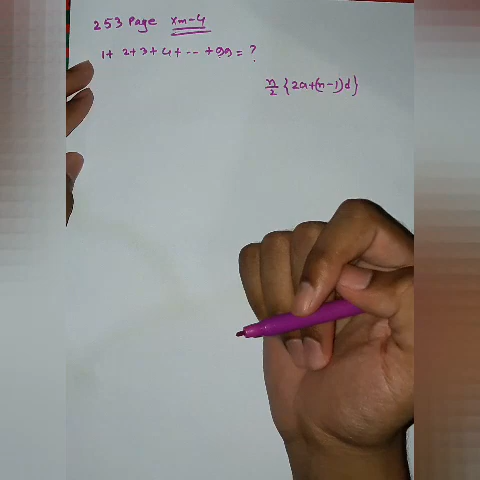 253 Page Xm-4
1+ 2+3+4+ -- +99 = ?
n/2 {2a+(n-1)d}